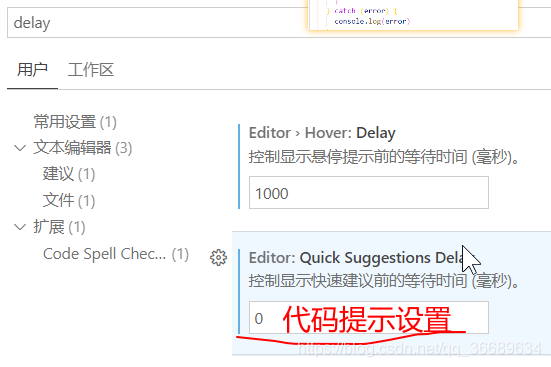 delay
} catch (error) {
console.log(error)
用户 工作区
常用设置 (1)
文本编辑器 (3)
建议 (1)
文件 (1)
扩展 (1)
Code Spell Chec... (1)
Editor › Hover: Delay
控制显示悬停提示前的等待时间 (毫秒)。
1000
Editor: Quick Suggestions Dela
控制显示快速建议前的等待时间 (毫秒)。
0 代码提示设置
https://blog.csdn.net/qq_36689634